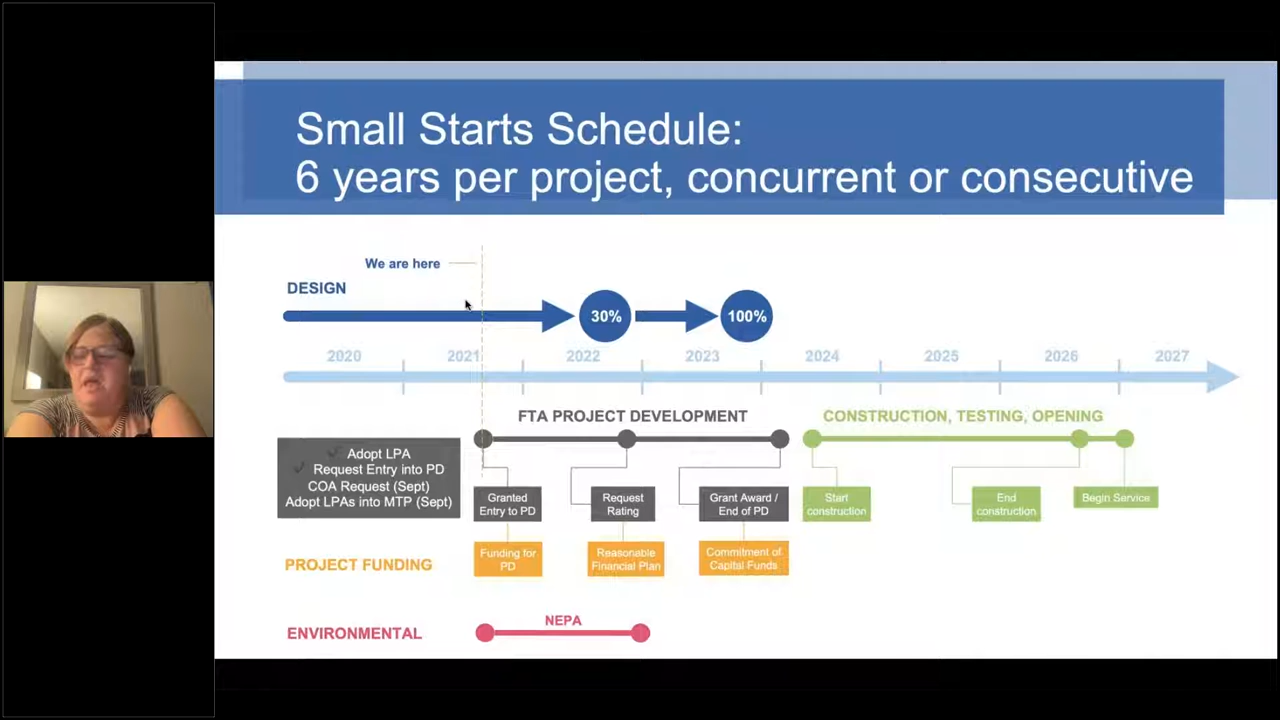 Small Starts Schedule:
6 years per project, concurrent or consecutive
We are here
DESIGN
30%
100%
2020
2021
2022
2023
2024
2025
2026
2027
FTA PROJECT DEVELOPMENT
CONSTRUCTION, TESTING, OPENING
Adopt LPA
Request Entry into PD
COA Request (Sept)
Adopt LPAs into MTP (Sept)
Granted
Entry to PD
Request
Rating
Grant Award /
End of PD
Start
construction
End
construction
Begin Service
PROJECT FUNDING
Funding for
PD
Reasonable
Financial Plan
Commitment of
Capital Funds
NEPA
ENVIRONMENTAL